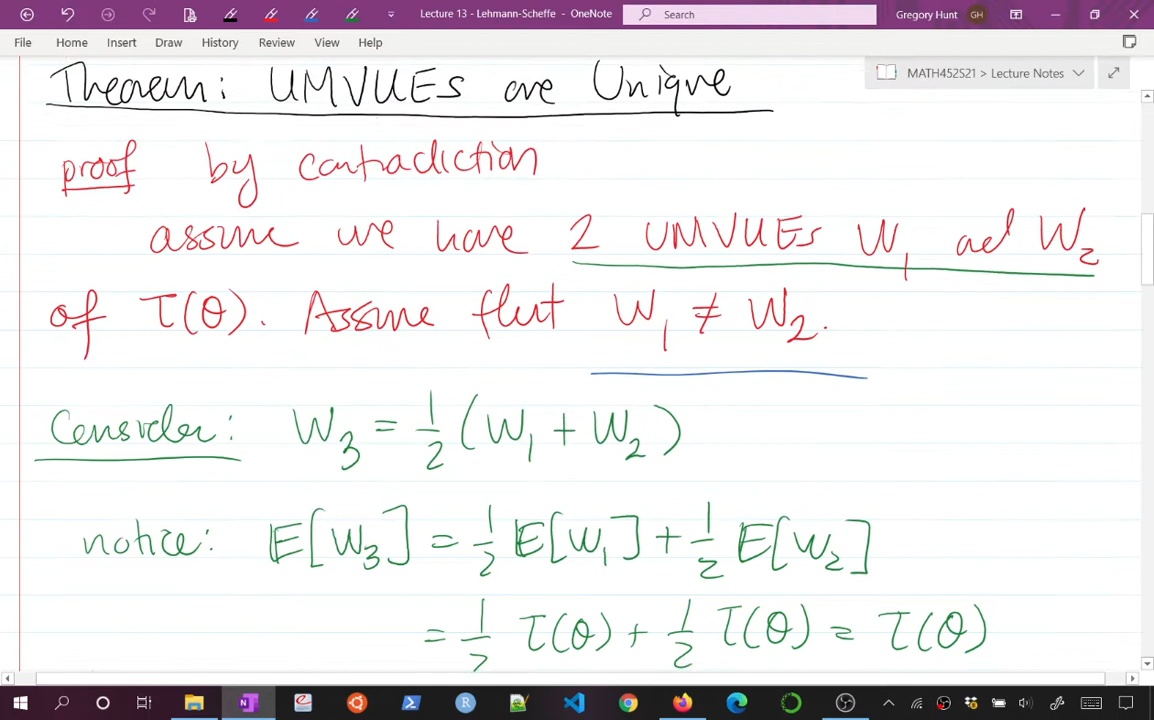 Lecture 13 - Lehmann-Scheffe - OneNote
Search
Gregory Hunt GH
File Home Insert Draw History Review View Help
MATH452S21 > Lecture Notes
Theorem: UMVUEs are Unique
proof by contradiction
assume we have 2 UMVUEs W₁ and W₂
of τ(θ). Assume that W₁ ≠ W₂.
Consider: W₃ = 1/2 (W₁ + W₂)
notice: E[W₃] = 1/2 E[W₁] + 1/2 E[W₂]
= 1/2 τ(θ) + 1/2 τ(θ) = τ(θ)